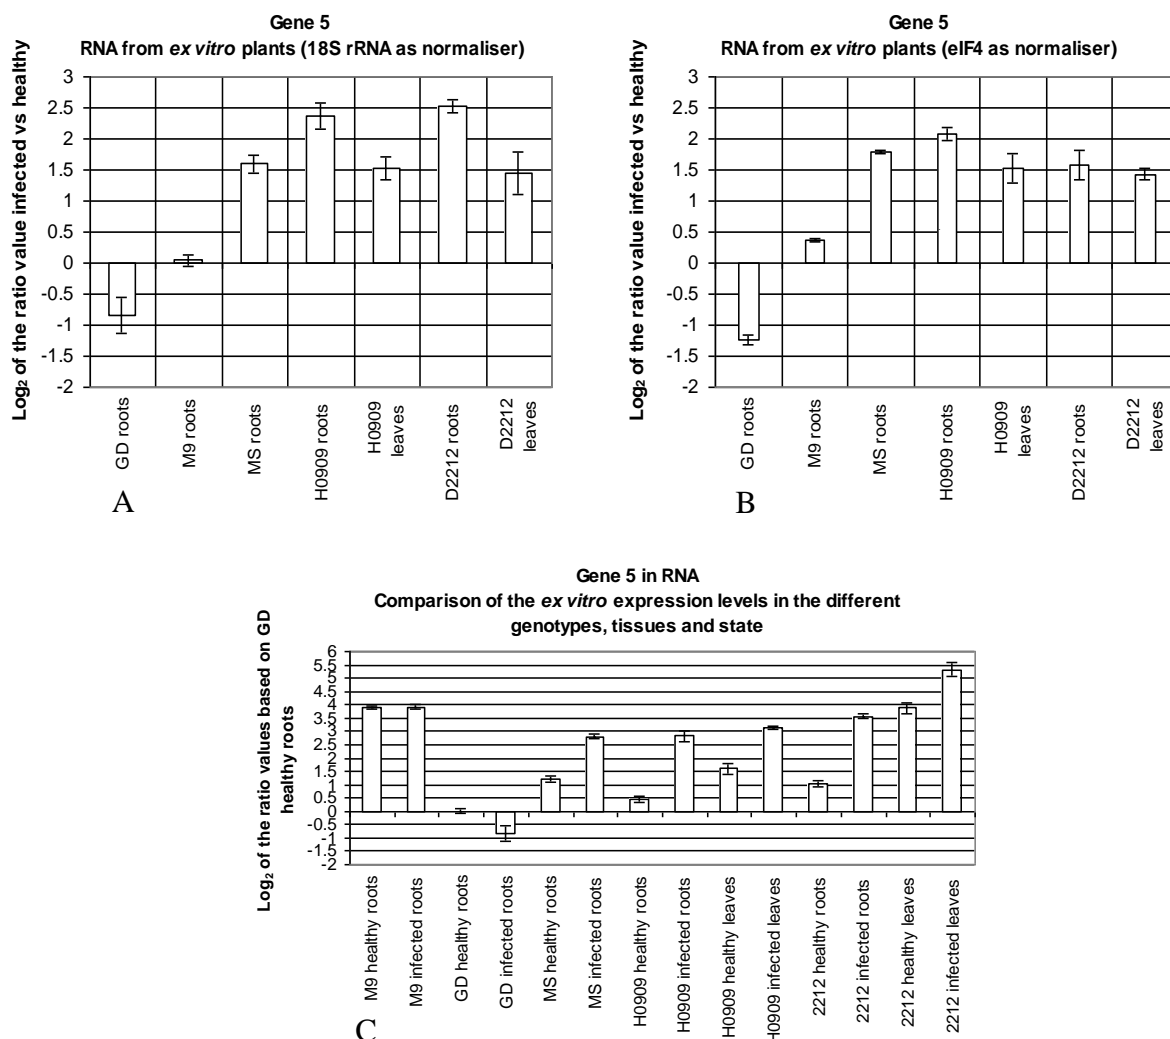 Gene 5
RNA from ex vitro plants (18S rRNA as normaliser)
Log2 of the ratio value infected vs healthy
3
2.5
2
1.5
1
0.5
0
-0.5
-1
-1.5
-2
GD roots
M9 roots
MS roots
H0909 roots
H0909
leaves
D2212 roots
D2212
leaves
A
Gene 5
RNA from ex vitro plants (eIF4 as normaliser)
Log2 of the ratio value infected vs healthy
3
2.5
2
1.5
1
0.5
0
-0.5
-1
-1.5
-2
GD roots
M9 roots
MS roots
H0909 roots
H0909
leaves
D2212 roots
D2212
leaves
B
Gene 5 in RNA
Comparison of the ex vitro expression levels in the different
genotypes, tissues and state
Log2 of the ratio values based on GD
healthy roots
6
5.5
5
4.5
4
3.5
3
2.5
2
1.5
1
0.5
0
-0.5
-1
-1.5
-2
M9 healthy roots
M9 infected roots
GD healthy roots
GD infected roots
MS healthy roots
MS infected roots
H0909 healthy roots
H0909 infected roots
H0909 healthy leaves
H0909 infected leaves
2212 healthy roots
2212 infected roots
2212 healthy leaves
2212 infected leaves
C